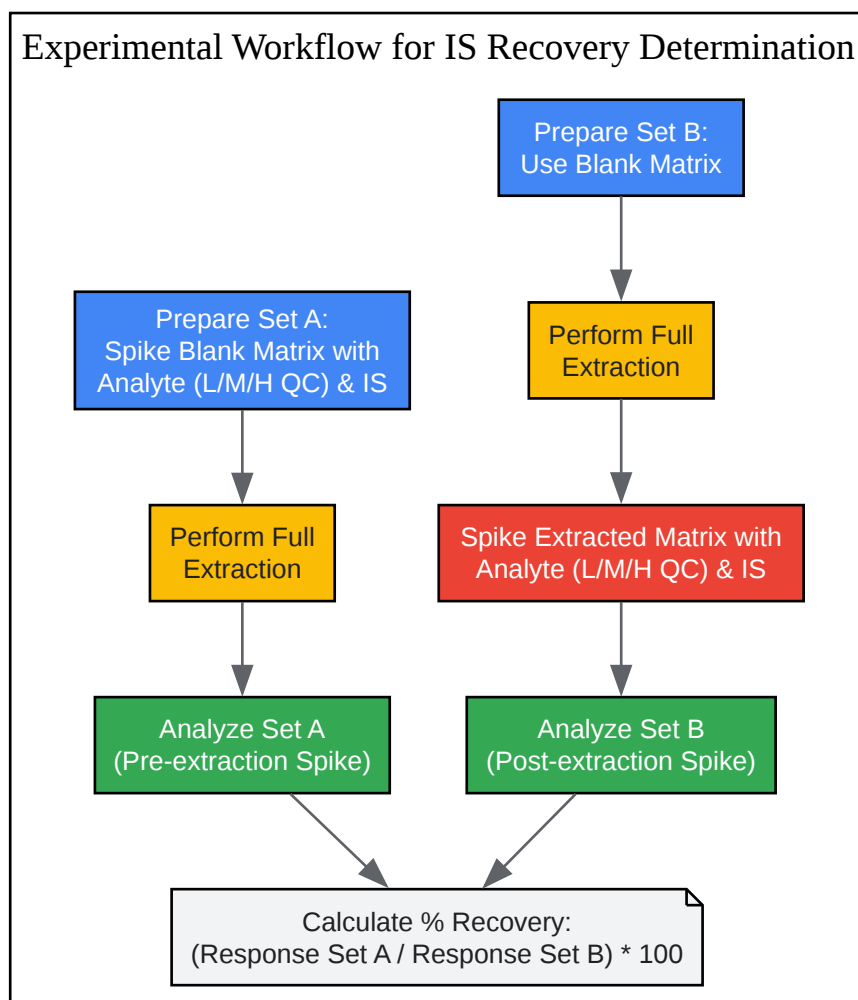 Experimental Workflow for IS Recovery Determination
Prepare Set B:
Use Blank Matrix
Prepare Set A:
Spike Blank Matrix with
Analyte (L/M/H QC) & IS
Perform Full
Extraction
Perform Full
Extraction
Spike Extracted Matrix with
Analyte (L/M/H QC) & IS
Analyze Set A
(Pre-extraction Spike)
Analyze Set B
(Post-extraction Spike)
Calculate % Recovery:
(Response Set A / Response Set B) * 100